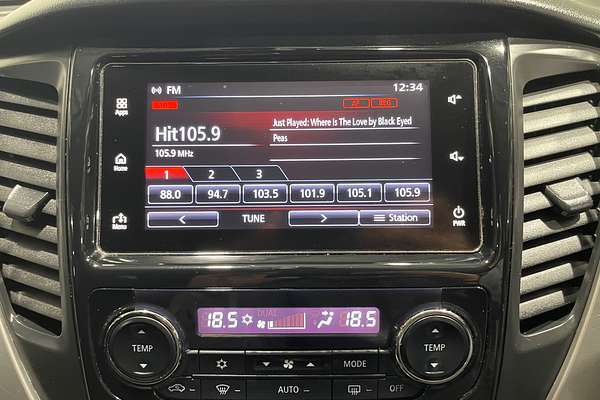 FM
12:34
Apps
AF
REG
Hit105.9
Just Played: Where Is The Love by Black Eyed
Peas
105.9 MHz
Home
1 2 3
88.0 94.7 103.5 101.9 105.1 105.9
Menu
< TUNE > Station
PWR
18.5 DUAL 18.5
TEMP
TEMP
MODE
AUTO
OFF